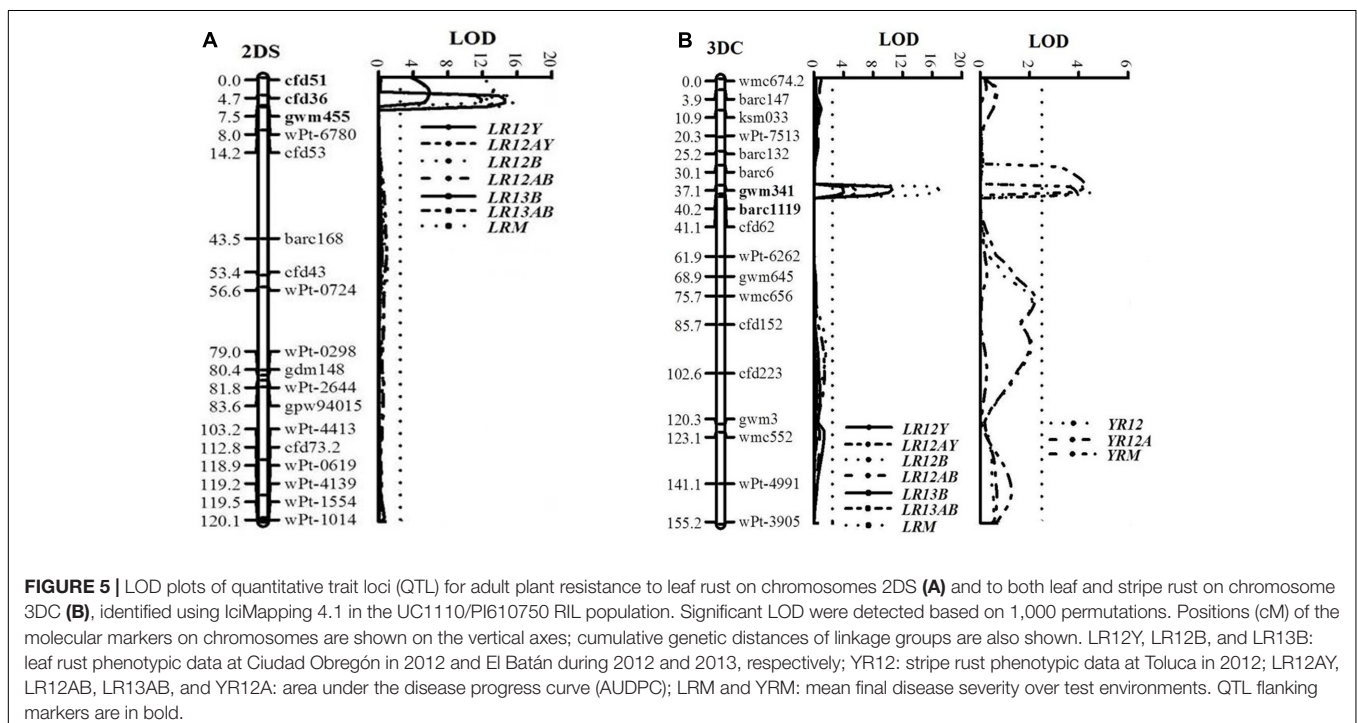 A
2DS
LOD
0 4 8 12 16 20
0.0 cfd51
4.7 cfd36
7.5 gwm455
8.0 wPt-6780
14.2 cfd53
43.5 barc168
53.4 cfd43
56.6 wPt-0724
79.0 wPt-0298
80.4 gdm148
81.8 wPt-2644
83.6 gpw94015
103.2 wPt-4413
112.8 cfd73.2
118.9 wPt-0619
119.2 wPt-4139
119.5 wPt-1554
120.1 wPt-1014
LR12Y
LR12AY
LR12B
LR12AB
LR13B
LR13AB
LRM
B
3DC
LOD
0 4 8 12 16 20
LOD
0 2 4 6
0.0 wmc674.2
3.9 barc147
10.9 ksm033
20.3 wPt-7513
25.2 barc132
30.1 barc6
37.1 gwm341
40.2 barc1119
41.1 cfd62
61.9 wPt-6262
68.9 gwm645
75.7 wmc656
85.7 cfd152
102.6 cfd223
120.3 gwm3
123.1 wmc552
141.1 wPt-4991
155.2 wPt-3905
LR12Y
LR12AY
LR12B
LR12AB
LR13B
LR13AB
LRM
YR12
YR12A
YRM
FIGURE 5 | LOD plots of quantitative trait loci (QTL) for adult plant resistance to leaf rust on chromosomes 2DS (A) and to both leaf and stripe rust on chromosome
3DC (B), identified using IciMapping 4.1 in the UC1110/PI610750 RIL population. Significant LOD were detected based on 1,000 permutations. Positions (cM) of the
molecular markers on chromosomes are shown on the vertical axes; cumulative genetic distances of linkage groups are also shown. LR12Y, LR12B, and LR13B:
leaf rust phenotypic data at Ciudad Obregón in 2012 and El Batán during 2012 and 2013, respectively; YR12: stripe rust phenotypic data at Toluca in 2012; LR12AY,
LR12AB, LR13AB, and YR12A: area under the disease progress curve (AUDPC); LRM and YRM: mean final disease severity over test environments. QTL flanking
markers are in bold.